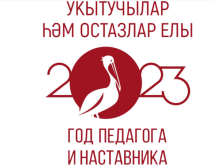 УКЫТУЧЫЛАР
ҺӘМ ОСТАЗЛАР ЕЛЫ
2023
ГОД ПЕДАГОГА
И НАСТАВНИКА